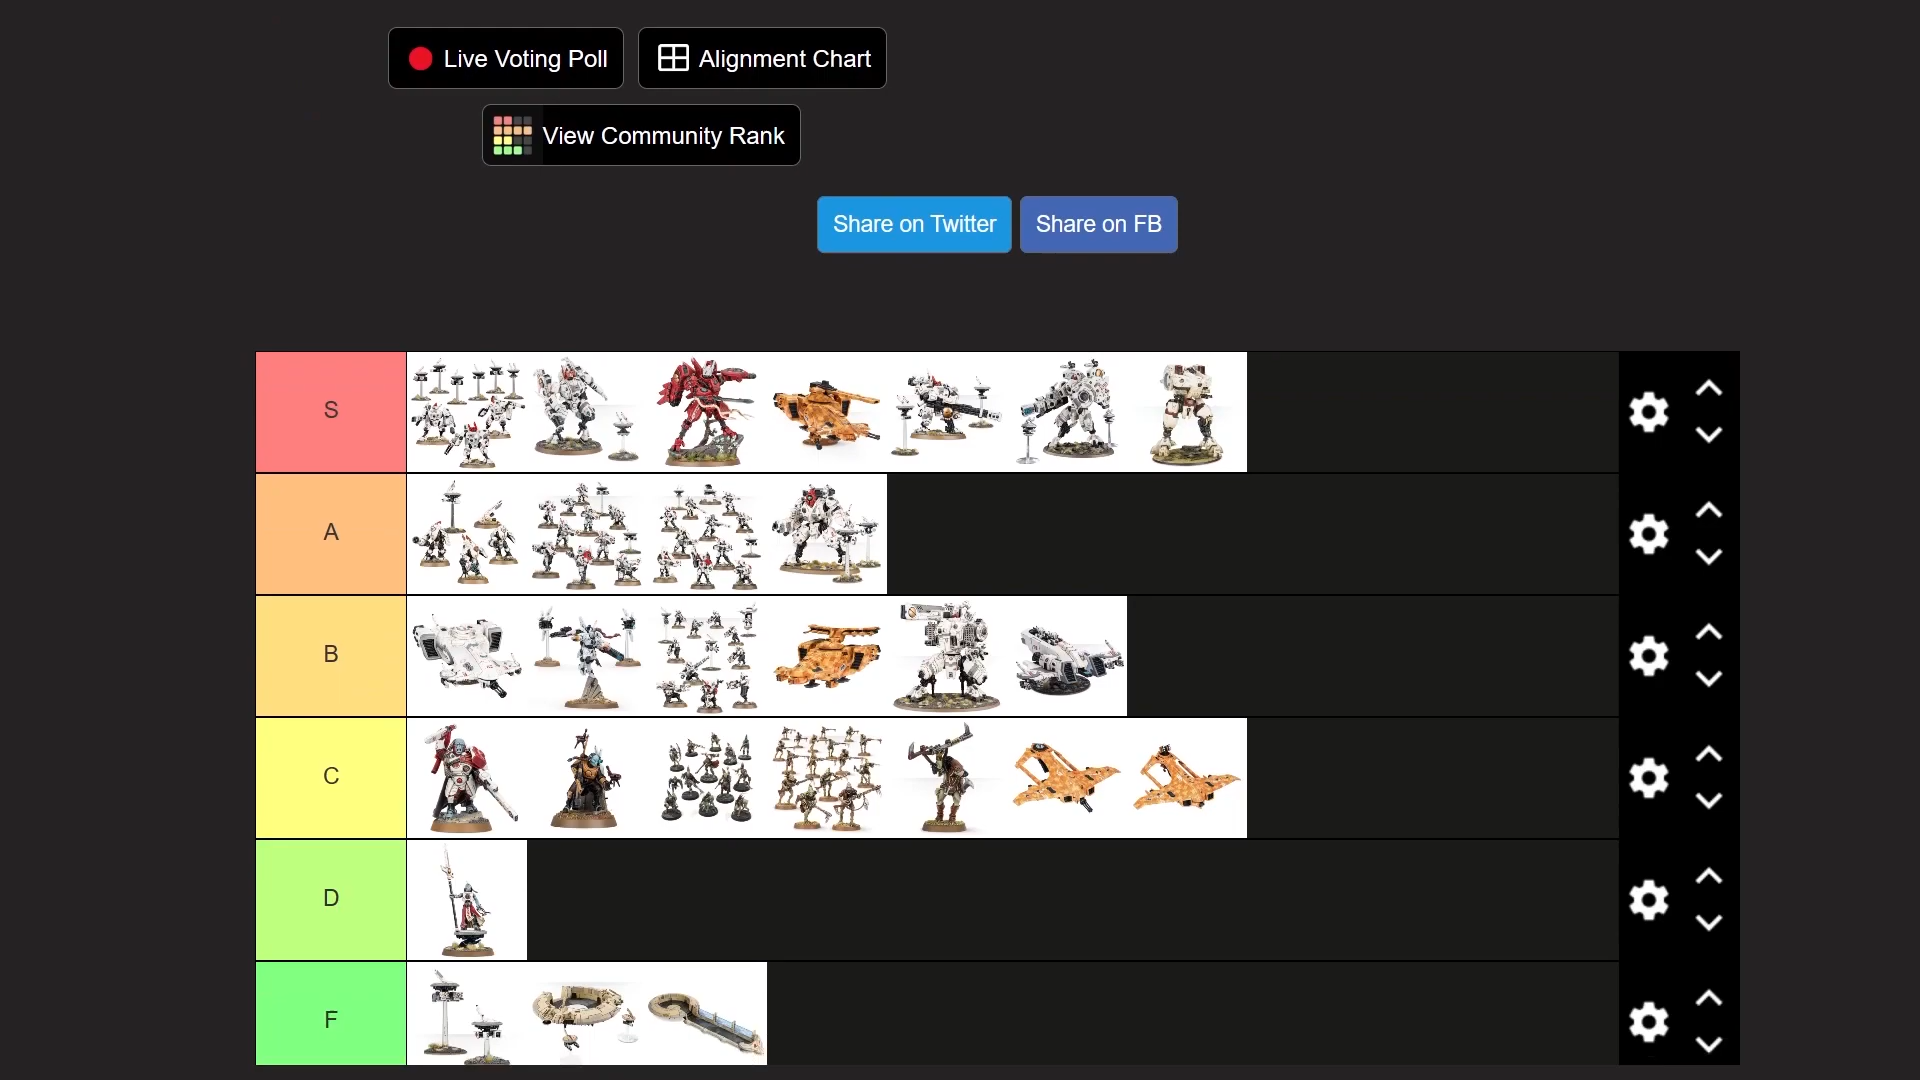 Live Voting Poll
Alignment Chart
View Community Rank
Share on Twitter
Share on FB
S
A
B
C
D
F